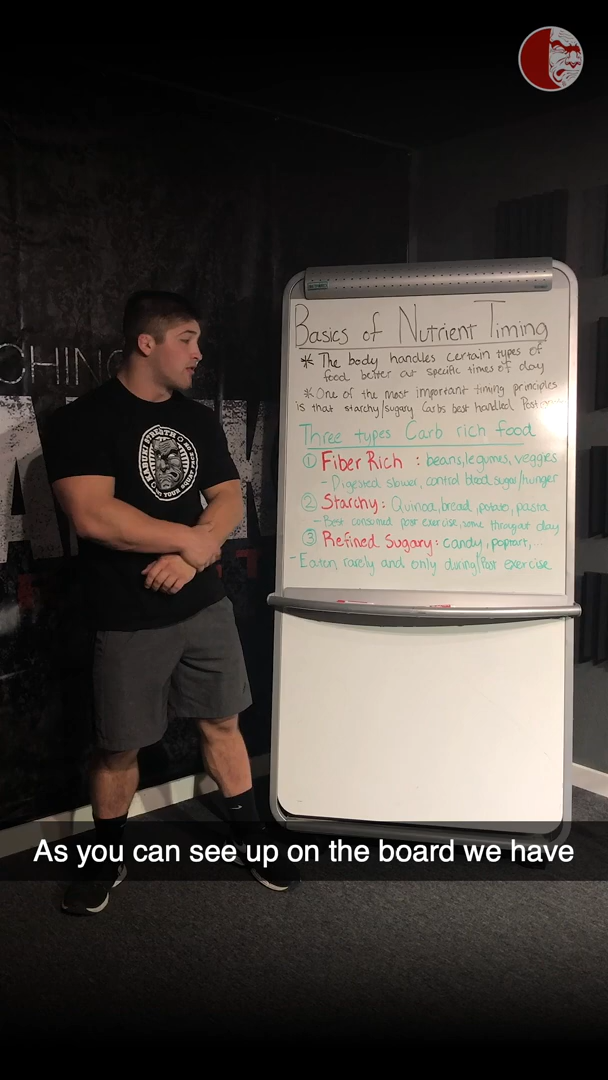 Basics of Nutrient Timing
* The body handles certain types of
food better at specific times of day
* One of the most important timing principles
is that starchy/sugary Carbs best handled Post
Three types Carb rich food
① Fiber Rich : beans, legumes, veggies
- Digested slower, control blood sugar/hunger
② Starchy: Quinoa, bread, potato, pasta
- Best consumed post exercise, some throughout day
③ Refined Sugary: candy, poptart, ...
- Eaten rarely and only during/Post exercise
CHING
As you can see up on the board we have